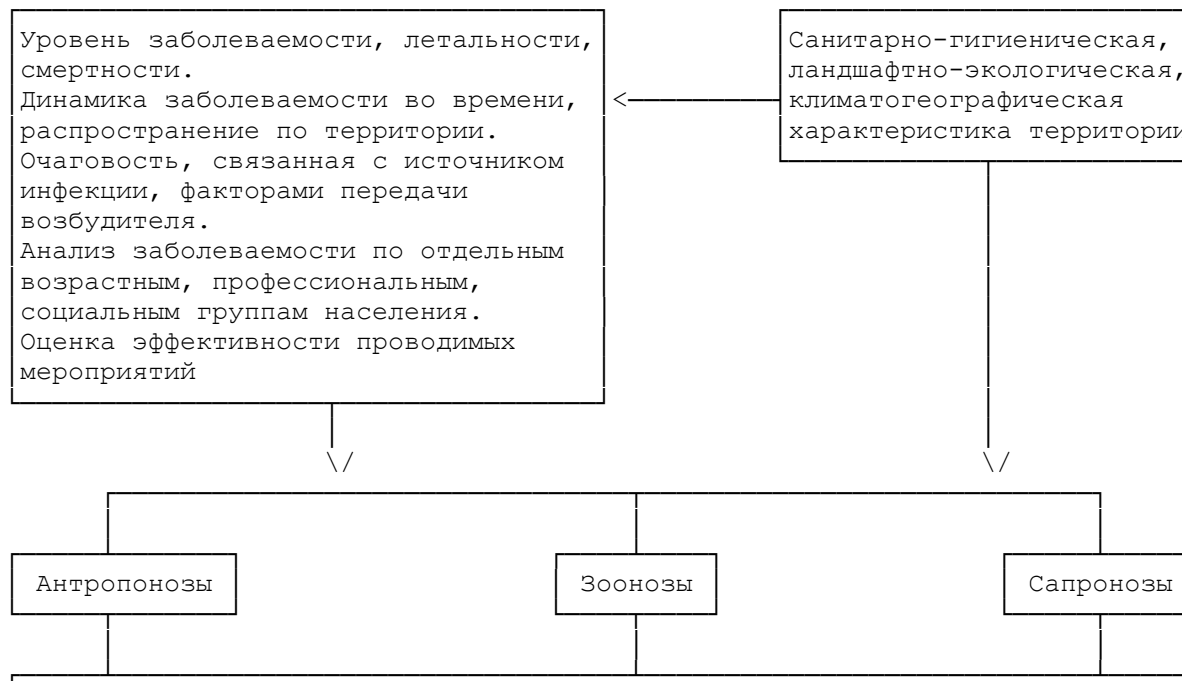 Уровень заболеваемости, летальности,
смертности.
Динамика заболеваемости во времени,
распространение по территории.
Очаговость, связанная с источником
инфекции, факторами передачи
возбудителя.
Анализ заболеваемости по отдельным
возрастным, профессиональным,
социальным группам населения.
Оценка эффективности проводимых
мероприятий
Санитарно-гигиеническая,
ландшафтно-экологическая,
климатогеографическая
характеристика территории
Антропонозы
Зоонозы
Сапронозы